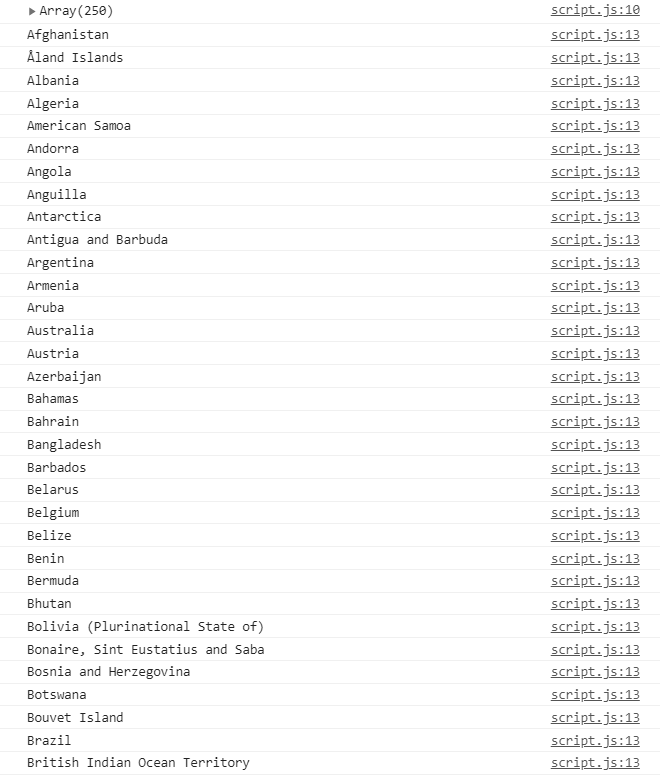 ▶Array(250) script.js:10
Afghanistan script.js:13
Åland Islands script.js:13
Albania script.js:13
Algeria script.js:13
American Samoa script.js:13
Andorra script.js:13
Angola script.js:13
Anguilla script.js:13
Antarctica script.js:13
Antigua and Barbuda script.js:13
Argentina script.js:13
Armenia script.js:13
Aruba script.js:13
Australia script.js:13
Austria script.js:13
Azerbaijan script.js:13
Bahamas script.js:13
Bahrain script.js:13
Bangladesh script.js:13
Barbados script.js:13
Belarus script.js:13
Belgium script.js:13
Belize script.js:13
Benin script.js:13
Bermuda script.js:13
Bhutan script.js:13
Bolivia (Plurinational State of) script.js:13
Bonaire, Sint Eustatius and Saba script.js:13
Bosnia and Herzegovina script.js:13
Botswana script.js:13
Bouvet Island script.js:13
Brazil script.js:13
British Indian Ocean Territory script.js:13